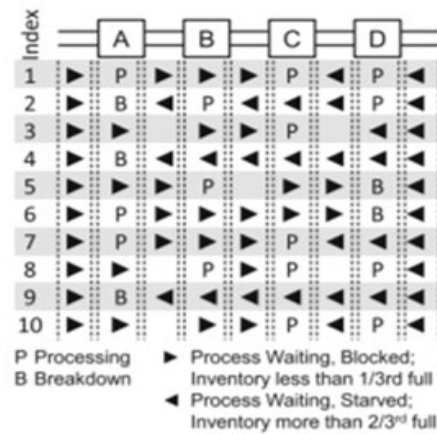 Index
A B C D
1 P P P
2 B P P
3 P
4 B
5 P B
6 P B
7 P P
8 P P P
9 B P
10 P P
P Processing
B Breakdown
Process Waiting, Blocked;
Inventory less than 1/3rd full
Process Waiting, Starved;
Inventory more than 2/3rd full